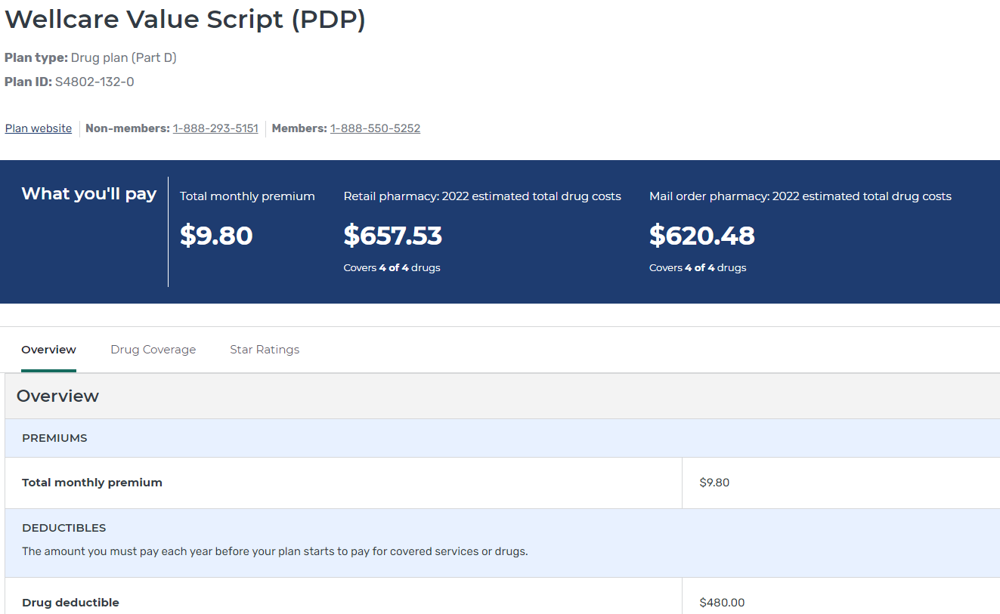 Wellcare Value Script (PDP)
Plan type: Drug plan (Part D)
Plan ID: S4802-132-0
Plan website Non-members: 1-888-293-5151 Members: 1-888-550-5252
What you'll pay
Total monthly premium
$9.80
Retail pharmacy: 2022 estimated total drug costs
$657.53
Covers 4 of 4 drugs
Mail order pharmacy: 2022 estimated total drug costs
$620.48
Covers 4 of 4 drugs
Overview Drug Coverage Star Ratings
Overview
PREMIUMS
Total monthly premium $9.80
DEDUCTIBLES
The amount you must pay each year before your plan starts to pay for covered services or drugs.
Drug deductible $480.00